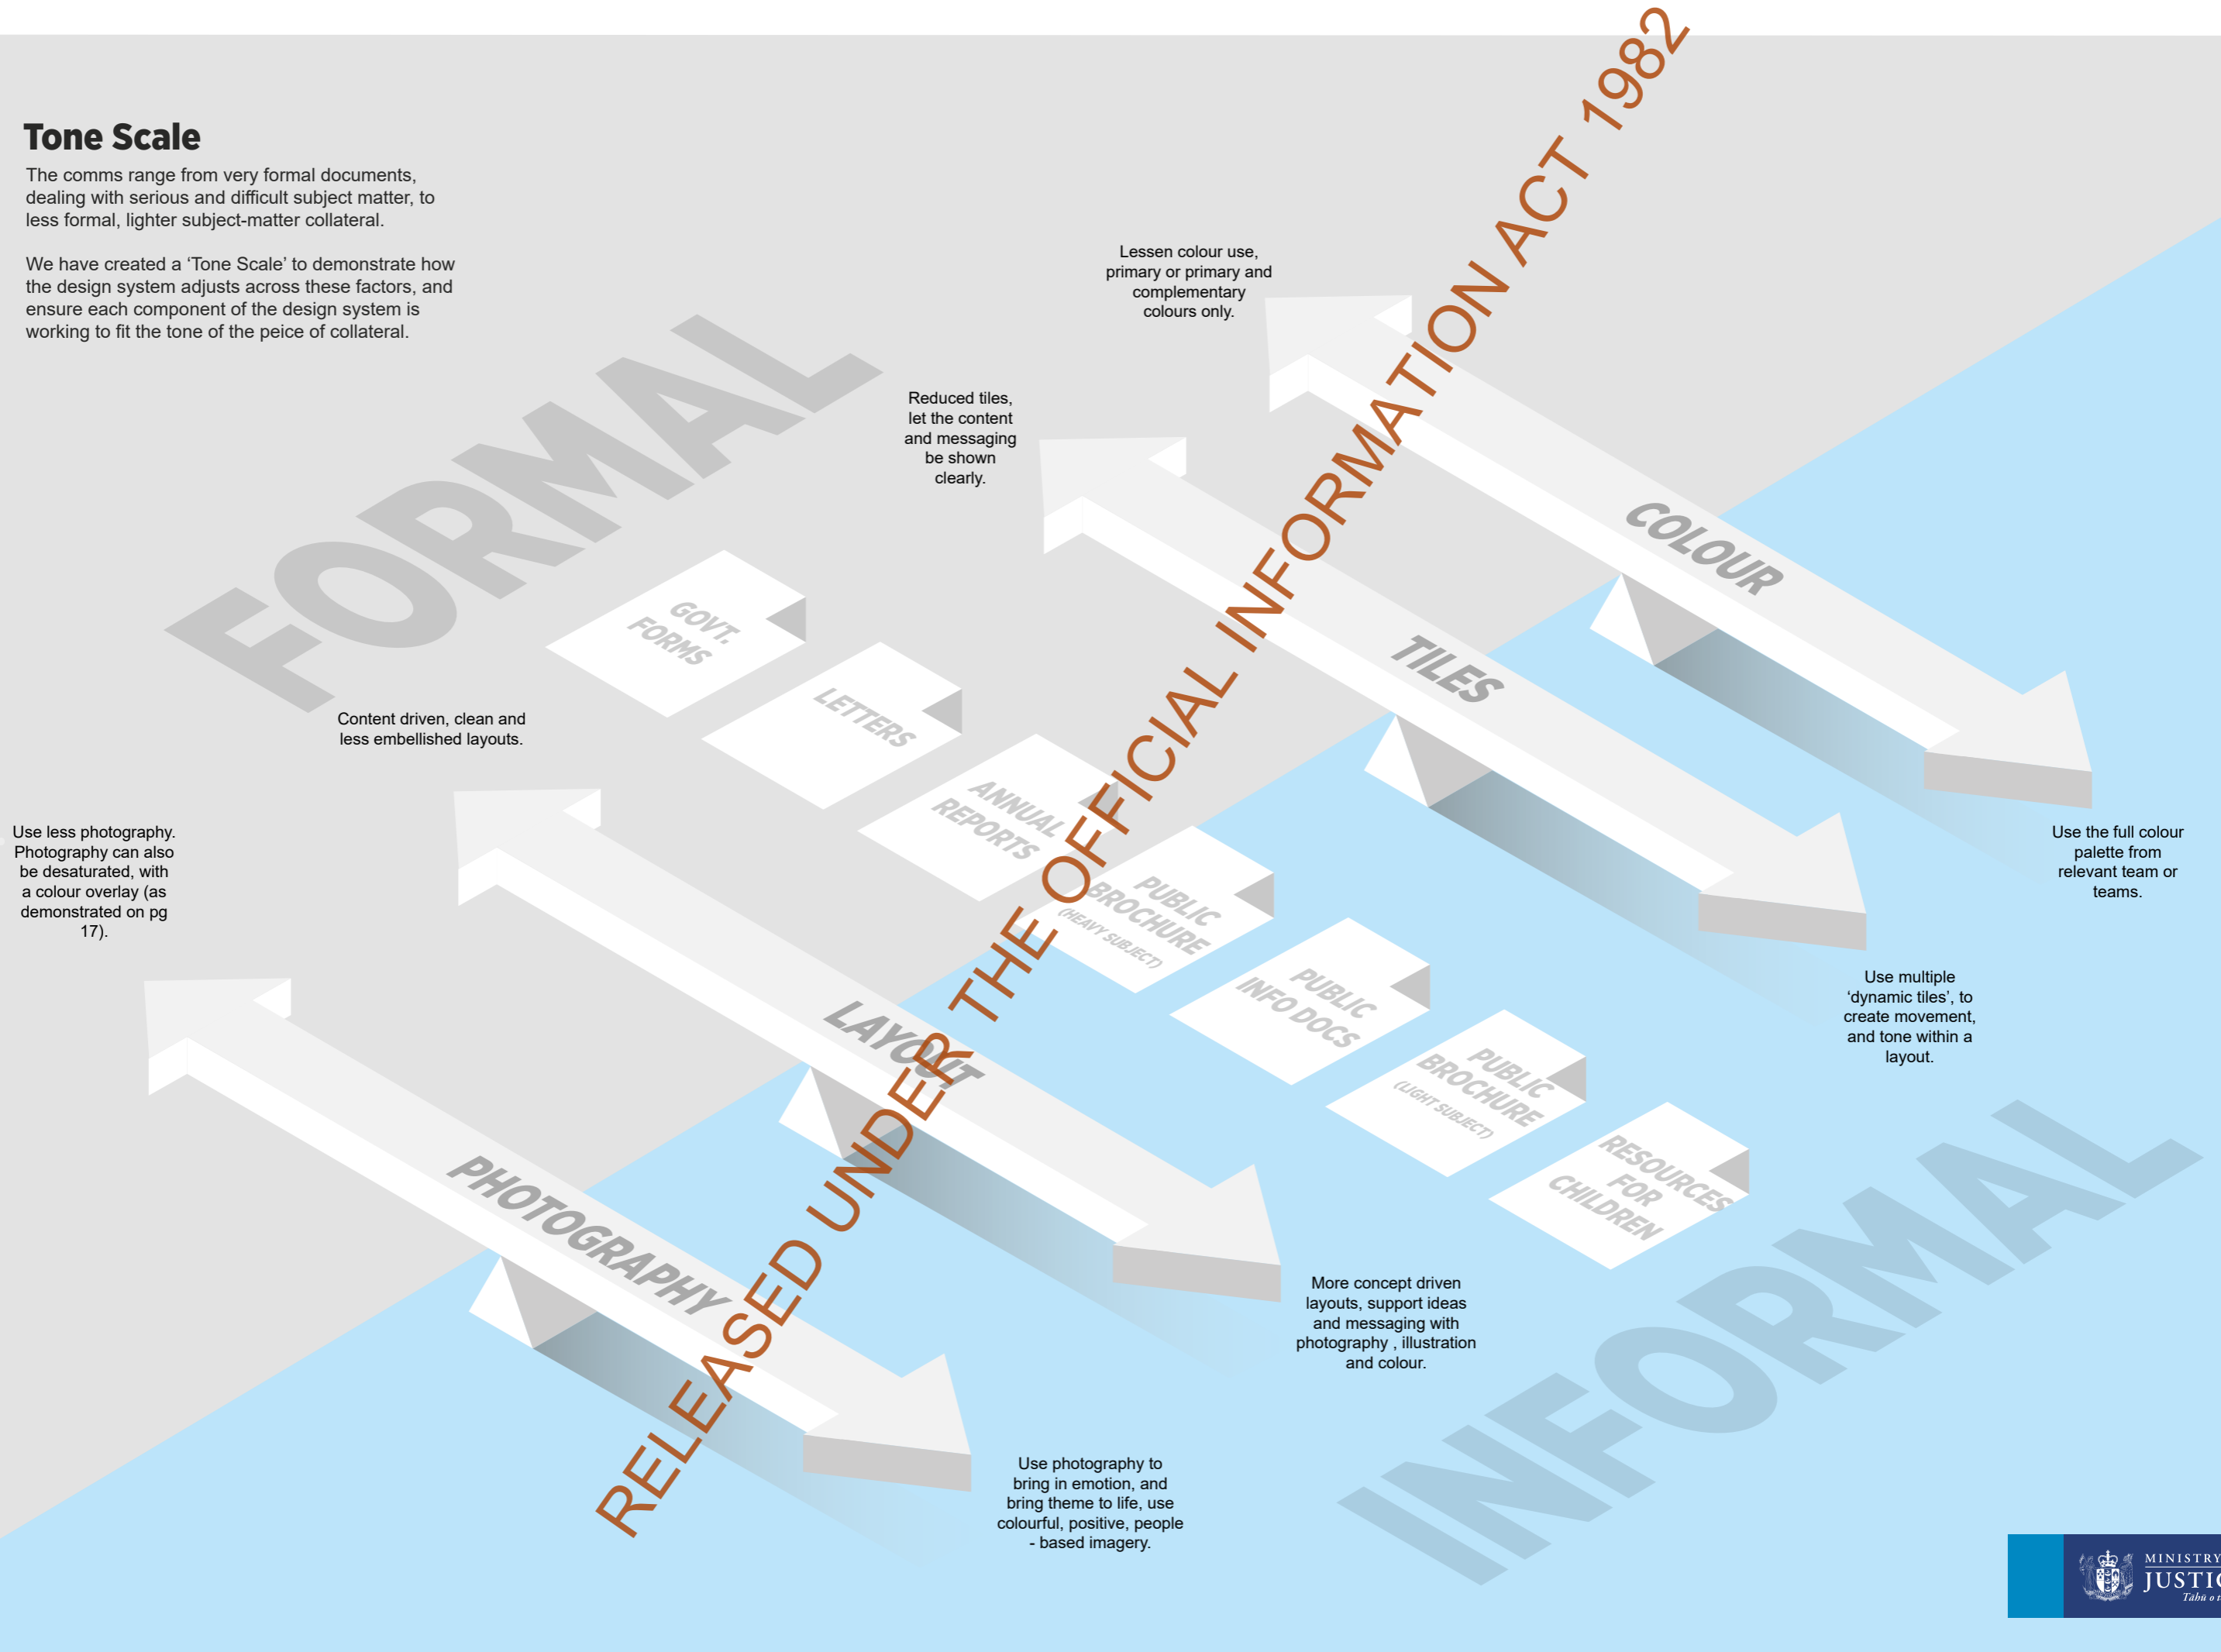 Tone Scale
The comms range from very formal documents,
dealing with serious and difficult subject matter, to
less formal, lighter subject-matter collateral.
We have created a ‘Tone Scale’ to demonstrate how
the design system adjusts across these factors, and
ensure each component of the design system is
working to fit the tone of the peice of collateral.
FORMAL
Lessen colour use,
primary or primary and
complementary
colours only.
Reduced tiles,
let the content
and messaging
be shown
clearly.
Content driven, clean and
less embellished layouts.
Use less photography.
Photography can also
be desaturated, with
a colour overlay (as
demonstrated on pg
17).
GOVT.
FORMS
LETTERS
ANNUAL
REPORTS
PUBLIC
BROCHURE
(HEAVY SUBJECT)
PUBLIC
INFO DOCS
PUBLIC
BROCHURE
(LIGHT SUBJECT)
RESOURCES
FOR
CHILDREN
COLOUR
TILES
LAYOUT
PHOTOGRAPHY
Use the full colour
palette from
relevant team or
teams.
Use multiple
‘dynamic tiles’, to
create movement,
and tone within a
layout.
More concept driven
layouts, support ideas
and messaging with
photography , illustration
and colour.
Use photography to
bring in emotion, and
bring theme to life, use
colourful, positive, people
- based imagery.
INFORMAL
RELEASED UNDER THE OFFICIAL INFORMATION ACT 1982
MINISTRY
JUSTIC
Tāhū o t